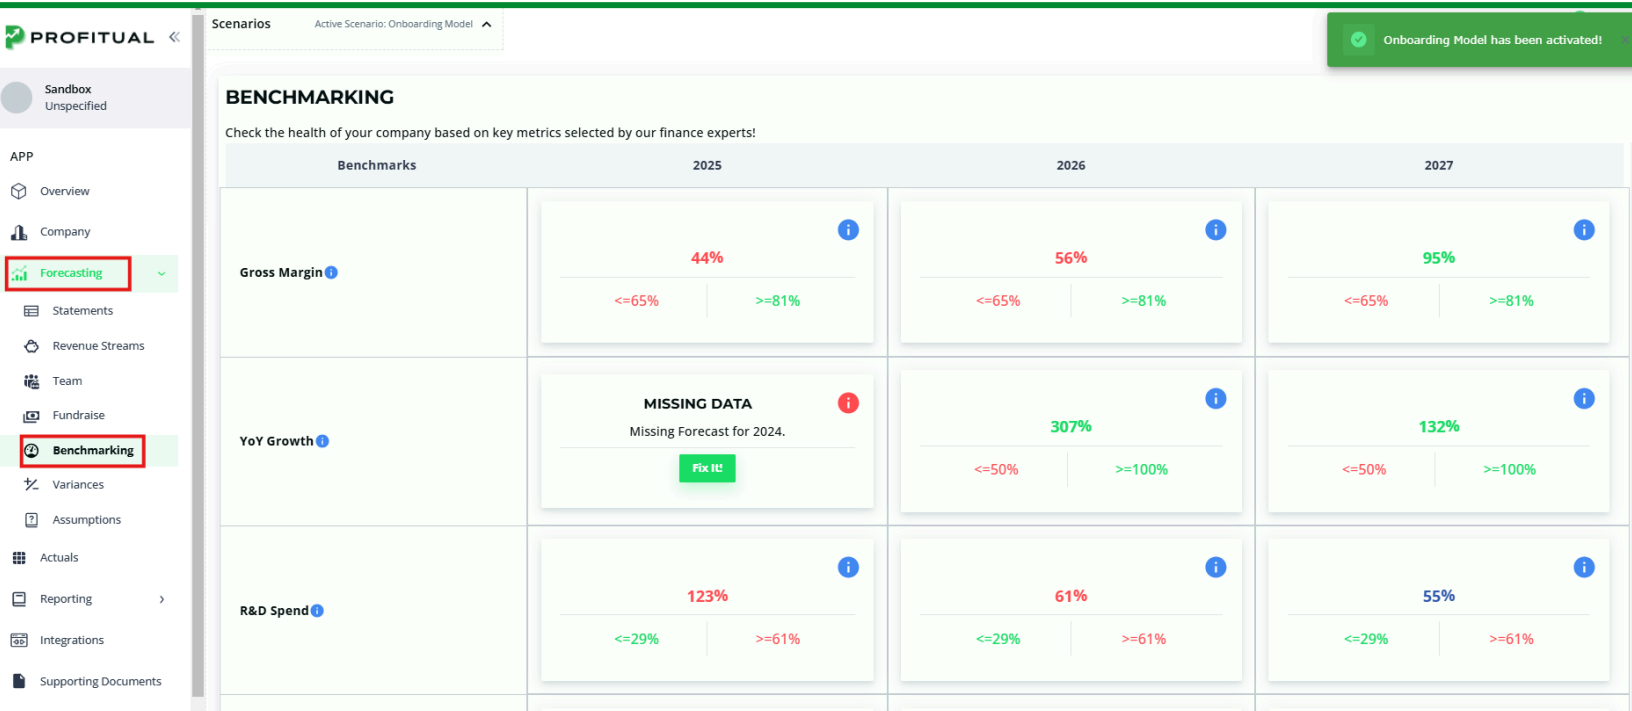 PROFITUAL
Sandbox
Unspecified
APP
Overview
Company
Forecasting
Statements
Revenue Streams
Team
Fundraise
Benchmarking
Variances
Assumptions
Actuals
Reporting
Integrations
Supporting Documents
Scenarios Active Scenario: Onboarding Model
Onboarding Model has been activated!
BENCHMARKING
Check the health of your company based on key metrics selected by our finance experts!
Benchmarks 2025 2026 2027
Gross Margin
44%
<=65% >=81%
56%
<=65% >=81%
95%
<=65% >=81%
YoY Growth
MISSING DATA
Missing Forecast for 2024.
Fix It!
307%
<=50% >=100%
132%
<=50% >=100%
R&D Spend
123%
<=29% >=61%
61%
<=29% >=61%
55%
<=29% >=61%